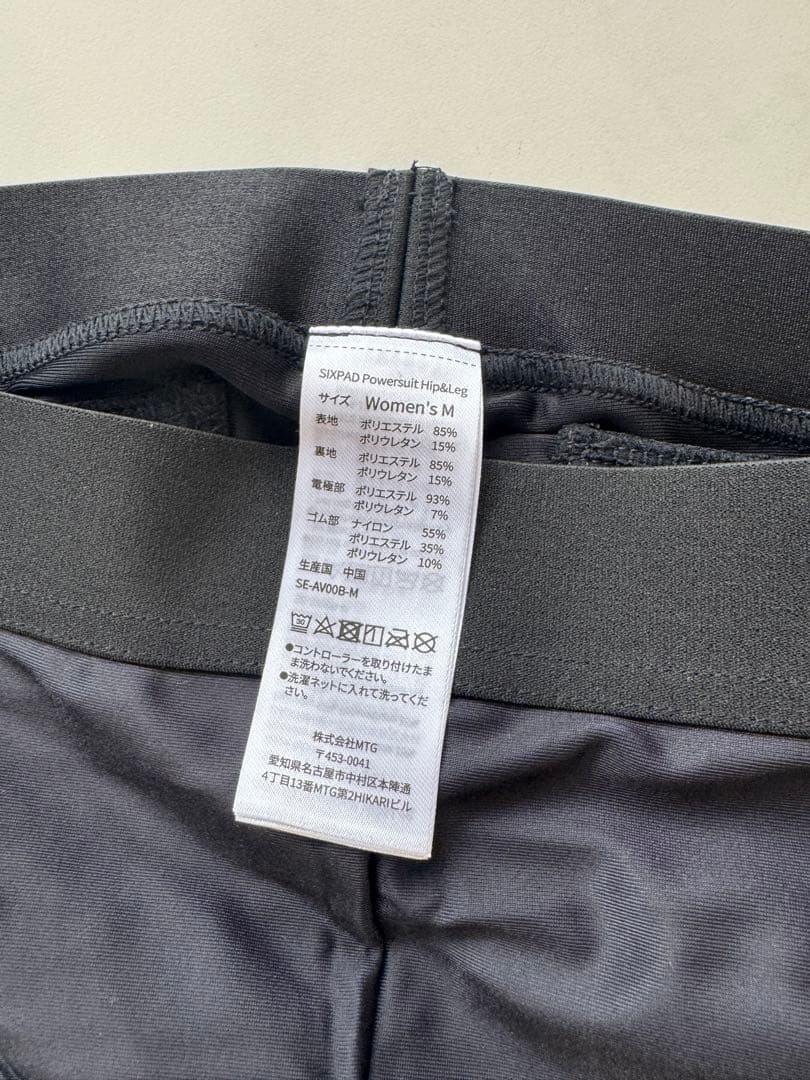 SIXPAD Powersuit Hip&Leg
サイズ Women's M
表地 ポリエステル 85%
ポリウレタン 15%
裏地 ポリエステル 85%
ポリウレタン 15%
電極部 ポリエステル 93%
ポリウレタン 7%
ゴム部 ナイロン 55%
ポリエステル 35%
ポリウレタン 10%
生産国 中国
SE-AV00B-M
30
●コントローラーを取り付けたま
ま洗わないでください。
●洗濯ネットに入れて洗ってくだ
さい。
株式会社MTG
〒453-0041
愛知県名古屋市中村区本陣通
4丁目13番MTG第2HIKARIビル